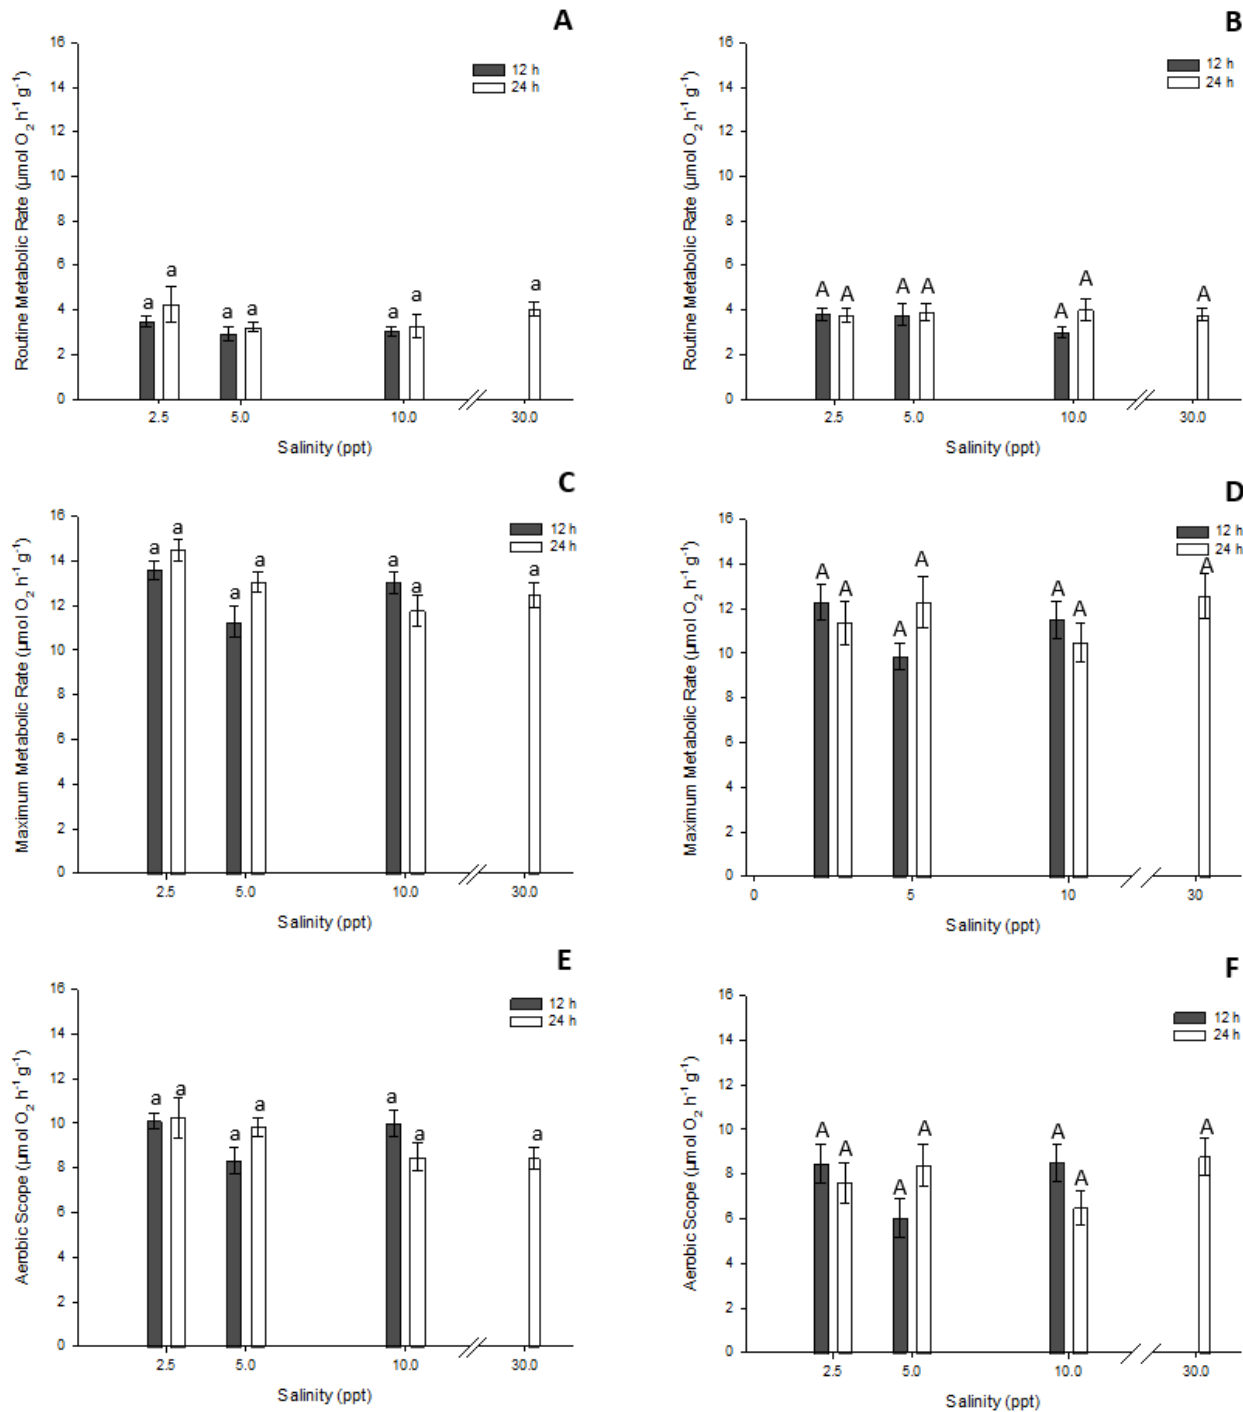 A
Routine Metabolic Rate (µmol O₂ h⁻¹ g⁻¹)
16
14
12
10
8
6
4
2
0
12 h
24 h
a a a a a a a
2.5 5.0 10.0 30.0
Salinity (ppt)
B
Routine Metabolic Rate (µmol O₂ h⁻¹ g⁻¹)
16
14
12
10
8
6
4
2
0
12 h
24 h
A A A A A A A
2.5 5.0 10.0 30.0
Salinity (ppt)
C
Maximum Metabolic Rate (µmol O₂ h⁻¹ g⁻¹)
16
14
12
10
8
6
4
2
0
12 h
24 h
a a a a a a a
2.5 5.0 10.0 30.0
Salinity (ppt)
D
Maximum Metabolic Rate (µmol O₂ h⁻¹ g⁻¹)
16
14
12
10
8
6
4
2
0
12 h
24 h
A A A A A A A
0 5 10 30
Salinity (ppt)
E
Aerobic Scope (µmol O₂ h⁻¹ g⁻¹)
16
14
12
10
8
6
4
2
0
12 h
24 h
a a a a a a a
2.5 5.0 10.0 30.0
Salinity (ppt)
F
Aerobic Scope (µmol O₂ h⁻¹ g⁻¹)
16
14
12
10
8
6
4
2
0
12 h
24 h
A A A A A A A
2.5 5.0 10.0 30.0
Salinity (ppt)